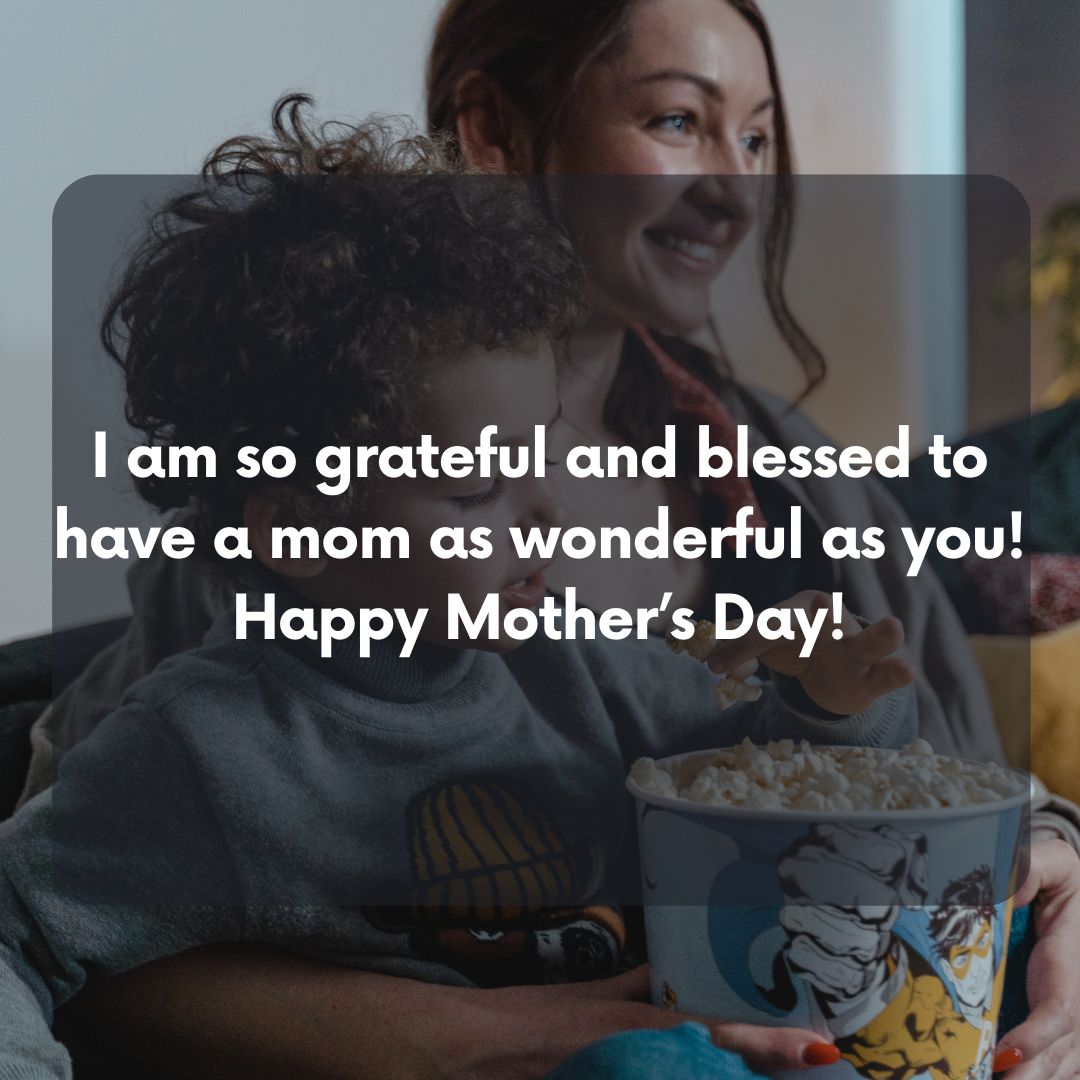 I am so grateful and blessed to
have a mom as wonderful as you!
Happy Mother’s Day!